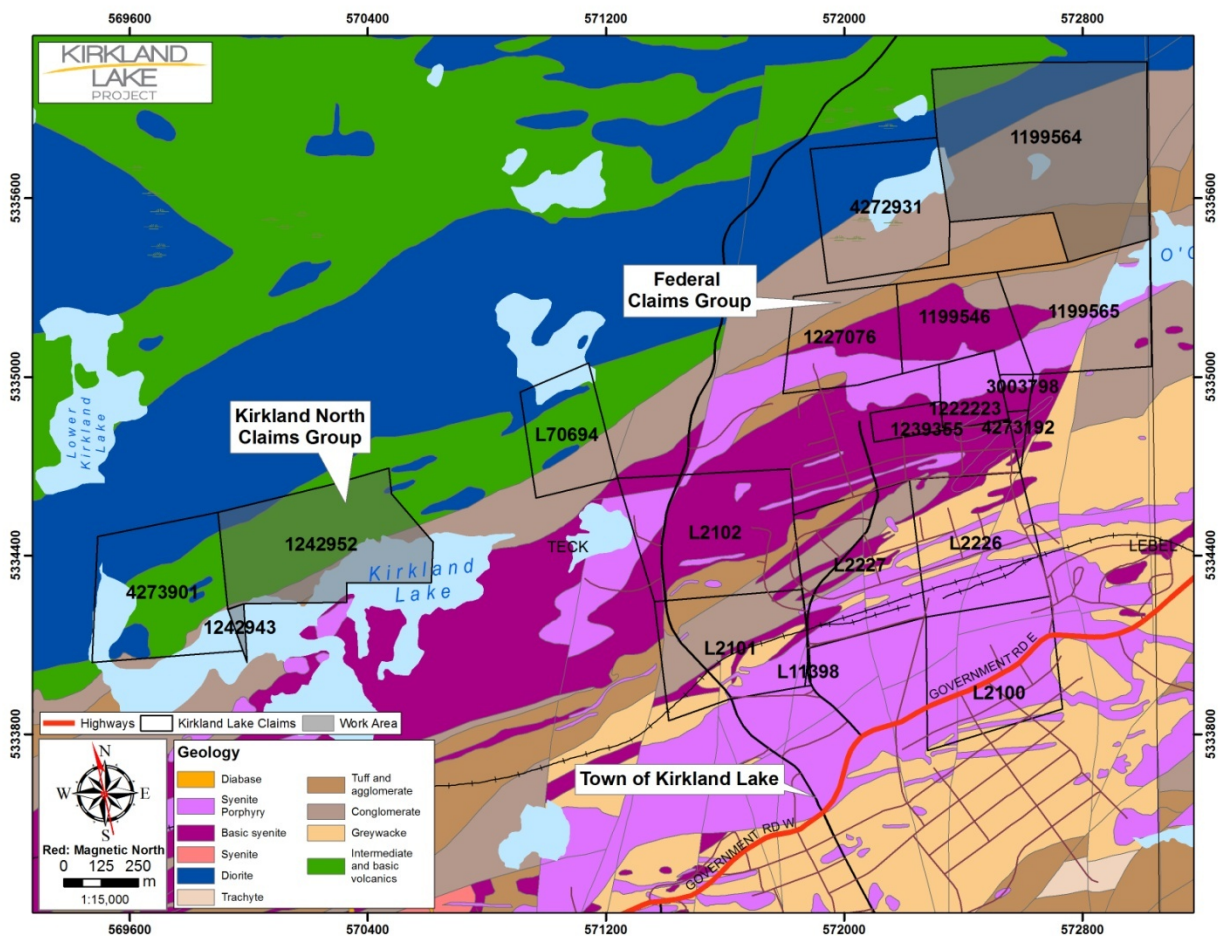 569600 570400 571200 572000 572800
KIRKLAND
LAKE
PROJECT
1199564
5335600 5335600
4272931
O'
Federal
Claims Group
1199565
1199546
1227076
5335000 5335000
3003798
Lower
Kirkland
Lake
Kirkland North
Claims Group
1222223
1239355 4273192
L70694
L2102
L2226
1242952
TECK
LEBEL
5334400 5334400
L2227
Kirkland
Lake
4273901
1242943
L2101
L11398
GOVERNMENT RD E
L2100
Highways Kirkland Lake Claims Work Area
5333800 5333800
N
W E
S
Red: Magnetic North
0 125 250
m
1:15,000
Geology
Diabase
Syenite
Porphyry
Basic syenite
Syenite
Diorite
Trachyte
Tuff and
agglomerate
Conglomerate
Greywacke
Intermediate
and basic
volcanics
Town of Kirkland Lake
GOVERNMENT RD W
569600 570400 571200 572000 572800